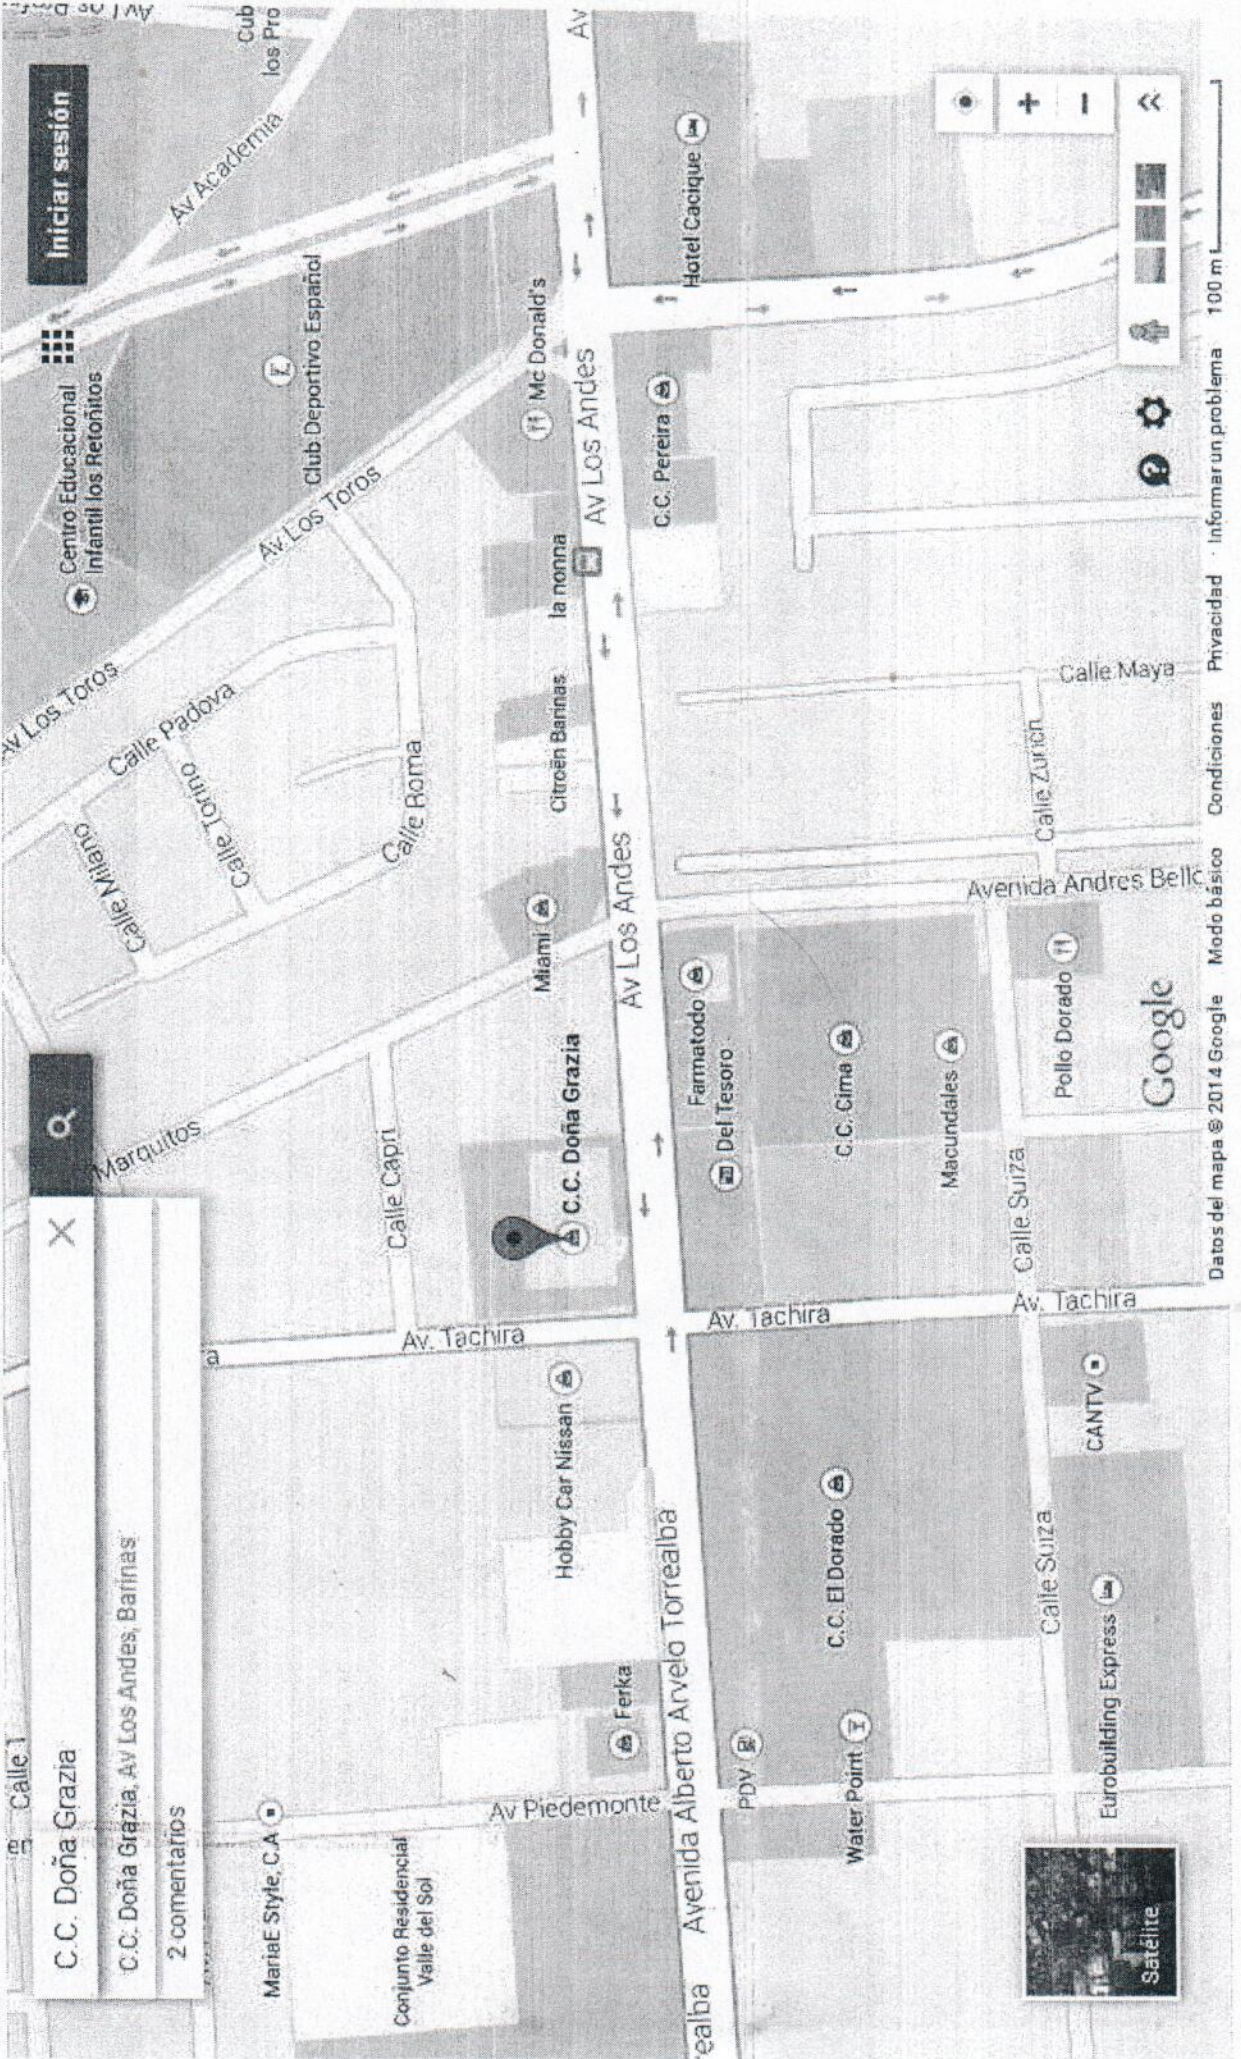 Calle 1
C.C. Doña Grazia
C.C. Doña Grazia, Av Los Andes, Barinas
2 comentarios
Iniciar sesión
Centro Educacional
Infantil los Retoñitos
Av Los Toros
Av Los Toros
Av Academia
Cub
los Pro
Club Deportivo Español
Calle Padova
Calle Milano
Calle Torino
Calle Roma
Marquitos
Calle Capri
MariaE Style, C.A
Conjunto Residencial
Valle del Sol
Av Piedemonte
Av. Tachira
Hobby Car Nissan
Ferka
C.C. Doña Grazia
Miami
Citroën Barinas
la nonna
Mc Donald's
Av
Av Los Andes
Av Los Andes
Avenida Alberto Arvelo Torrealba
realba
PDV
Water Point
C.C. El Dorado
Av. Tachira
Del Tesoro
Farmatodo
C.C. Cima
Macundales
C.C. Pereira
Hotel Cacique
Calle Maya
Calle Zurich
Avenida Andres Bello
Pollo Dorado
Calle Suiza
Calle Suiza
Av. Tachira
CANTV
Eurobuilding Express
Satélite
Google
Datos del mapa © 2014 Google Modo básico Condiciones Privacidad · Informar un problema 100 m